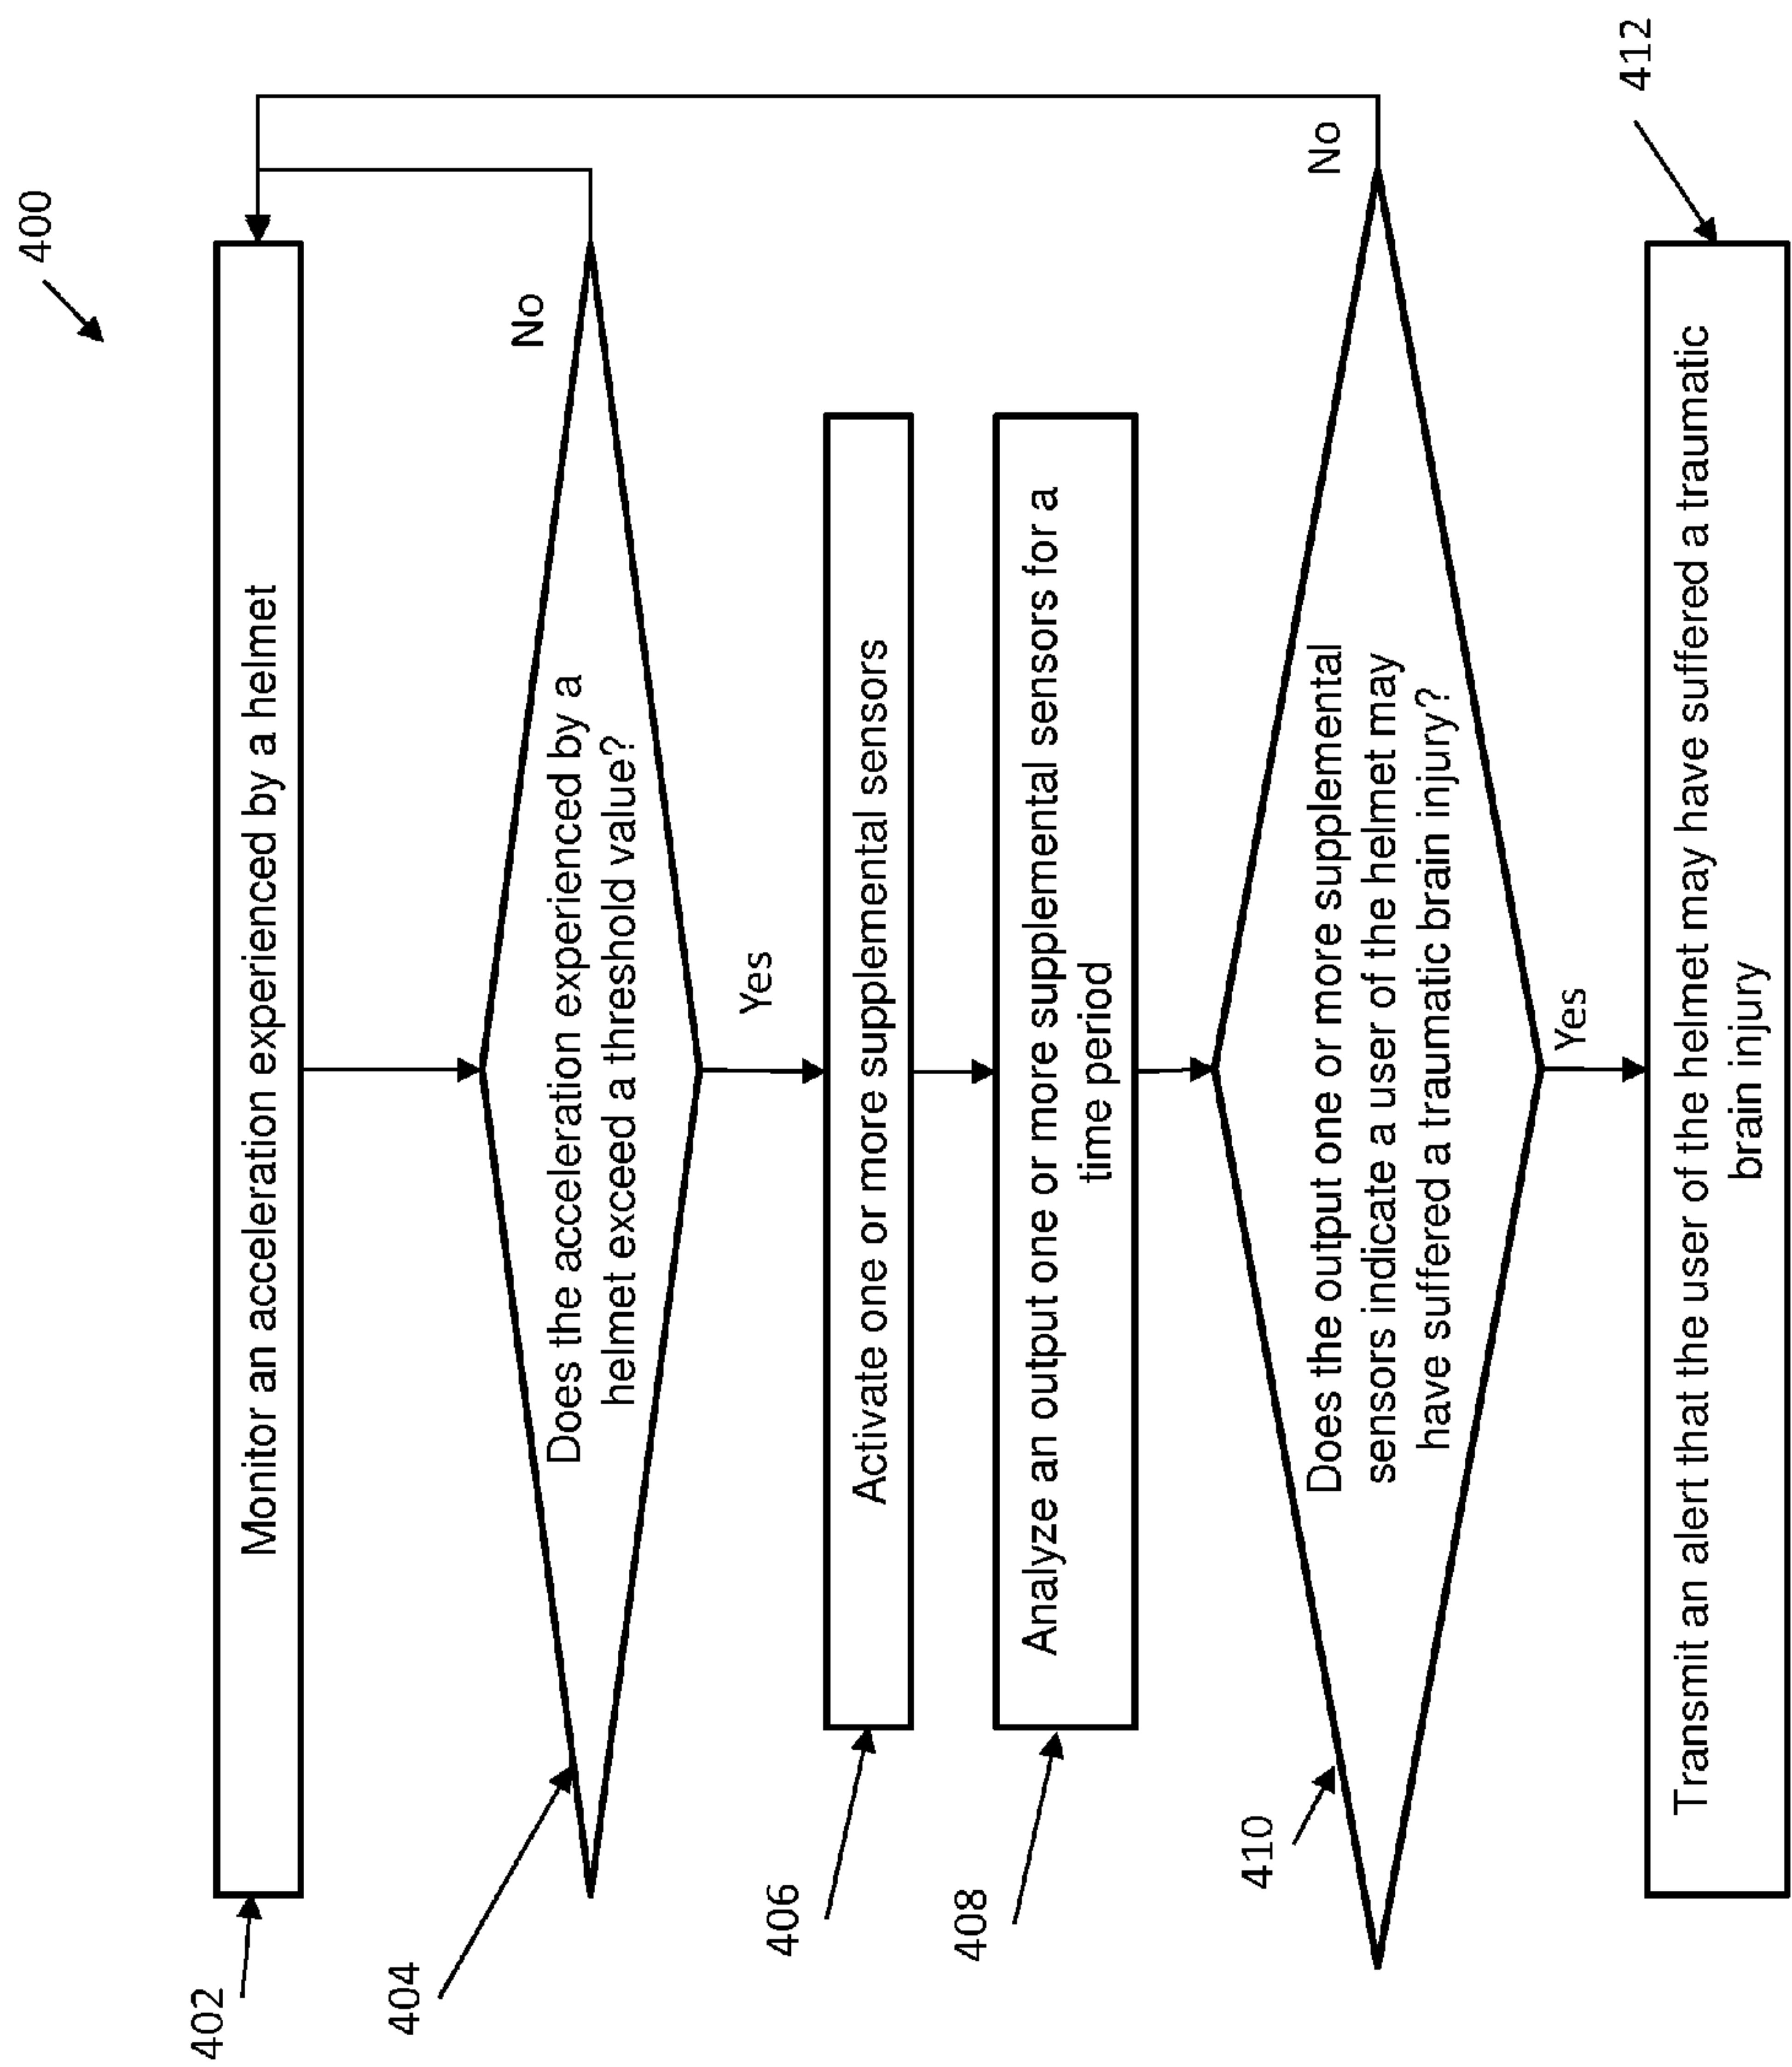 400
402
Monitor an acceleration experienced by a helmet
404
Does the acceleration experienced by a
helmet exceed a threshold value?
No
Yes
406
Activate one or more supplemental sensors
408
Analyze an output one or more supplemental sensors for a
time period
410
Does the output one or more supplemental
sensors indicate a user of the helmet may
have suffered a traumatic brain injury?
No
Yes
412
Transmit an alert that the user of the helmet may have suffered a traumatic
brain injury